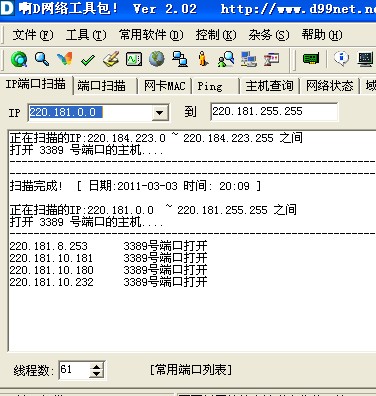 啊D网络工具包! Ver 2.02 http://www.d99net.ne
文件(F) 工具(T) 常用软件(D) 控制(K) 杂务(S) 帮助(H)
IP端口扫描 端口扫描 网卡MAC Ping 主机查询 网络状态 域
IP 220.181.0.0 到 220.181.255.255
正在扫描的IP:220.184.223.0 ~ 220.184.223.255 之间
打开 3389 号端口的主机....
扫描完成! [ 日期:2011-03-03 时间: 20:09 ]
正在扫描的IP:220.181.0.0 ~ 220.181.255.255 之间
打开 3389 号端口的主机....
220.181.8.253 3389号端口打开
220.181.10.181 3389号端口打开
220.181.10.180 3389号端口打开
220.181.10.232 3389号端口打开
线程数: 61 [常用端口列表]